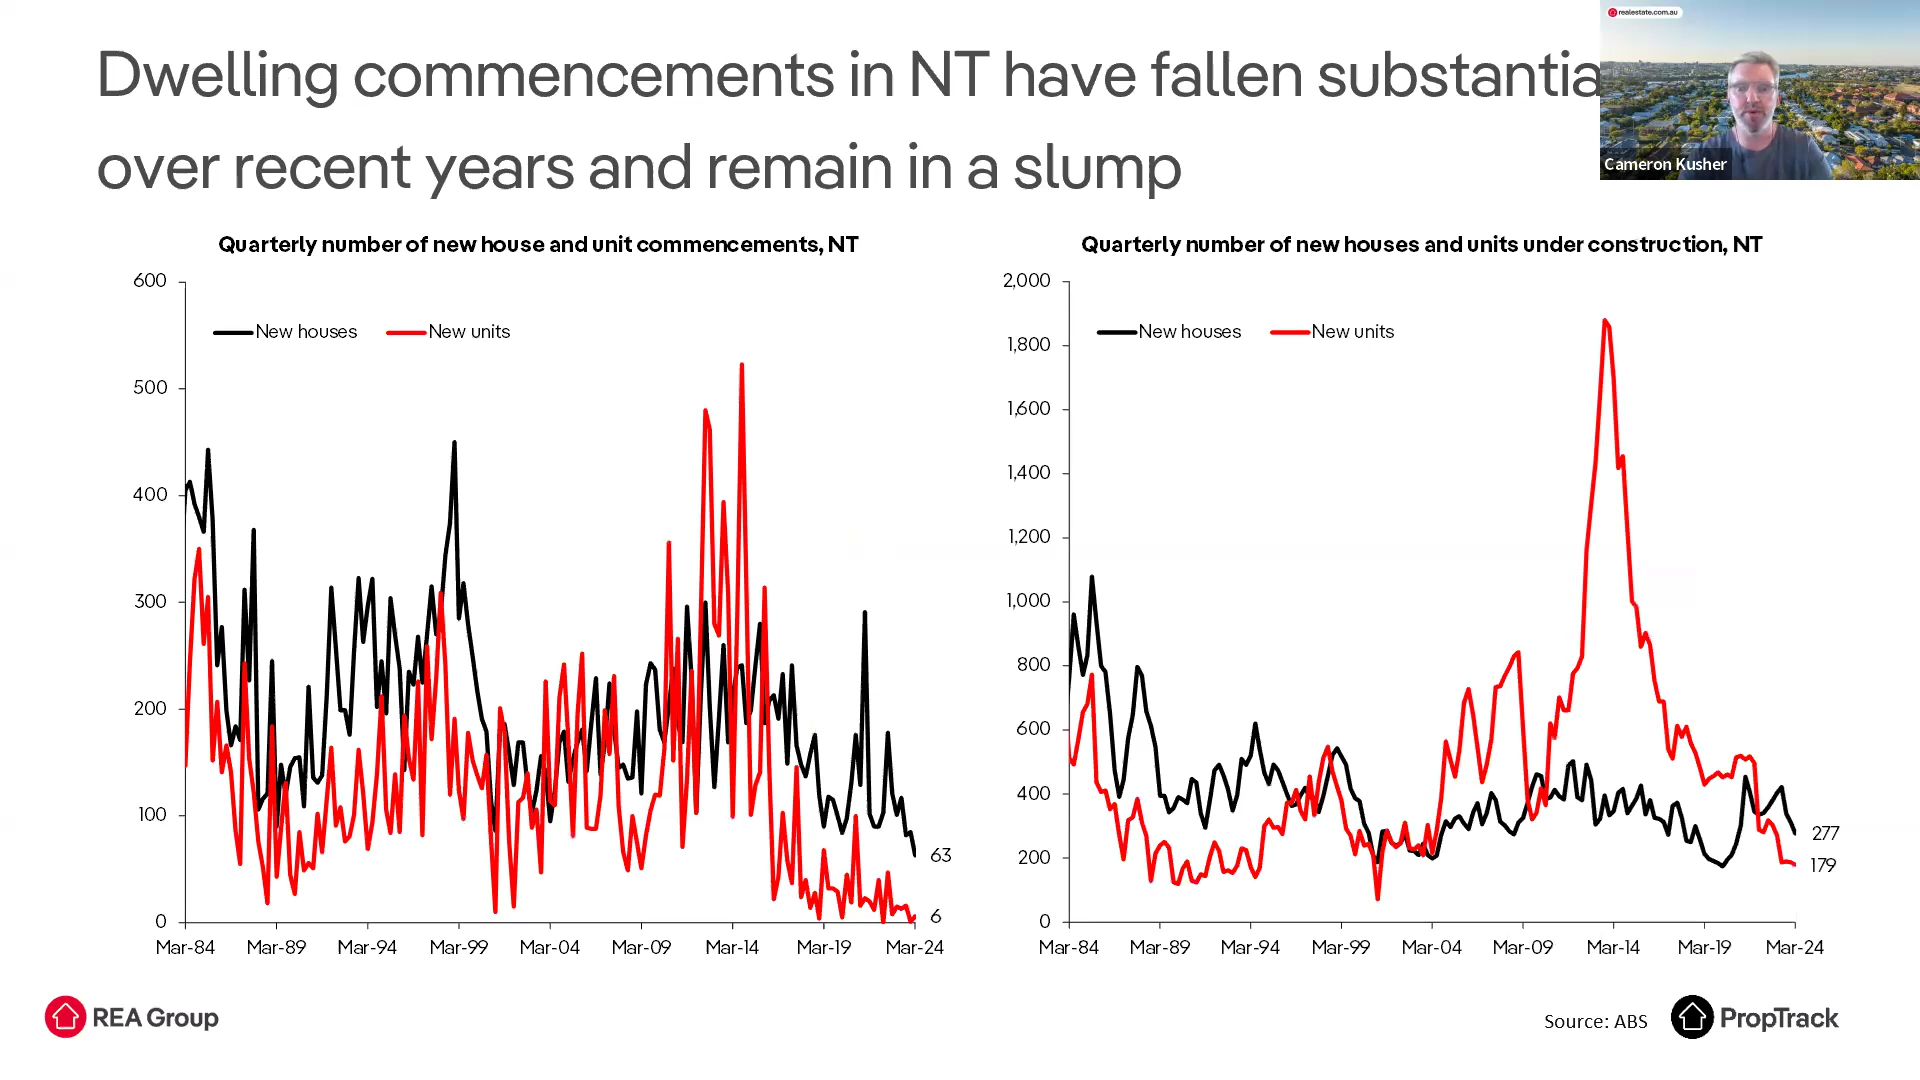 Dwelling commencements in NT have fallen substantia
over recent years and remain in a slump
realestate.com.au
Cameron Kusher
Quarterly number of new house and unit commencements, NT
600
500
400
300
200
100
0
New houses
New units
63
6
Mar-84
Mar-89
Mar-94
Mar-99
Mar-04
Mar-09
Mar-14
Mar-19
Mar-24
Quarterly number of new houses and units under construction, NT
2,000
1,800
1,600
1,400
1,200
1,000
800
600
400
200
0
New houses
New units
277
179
Mar-84
Mar-89
Mar-94
Mar-99
Mar-04
Mar-09
Mar-14
Mar-19
Mar-24
REA Group
Source: ABS
PropTrack